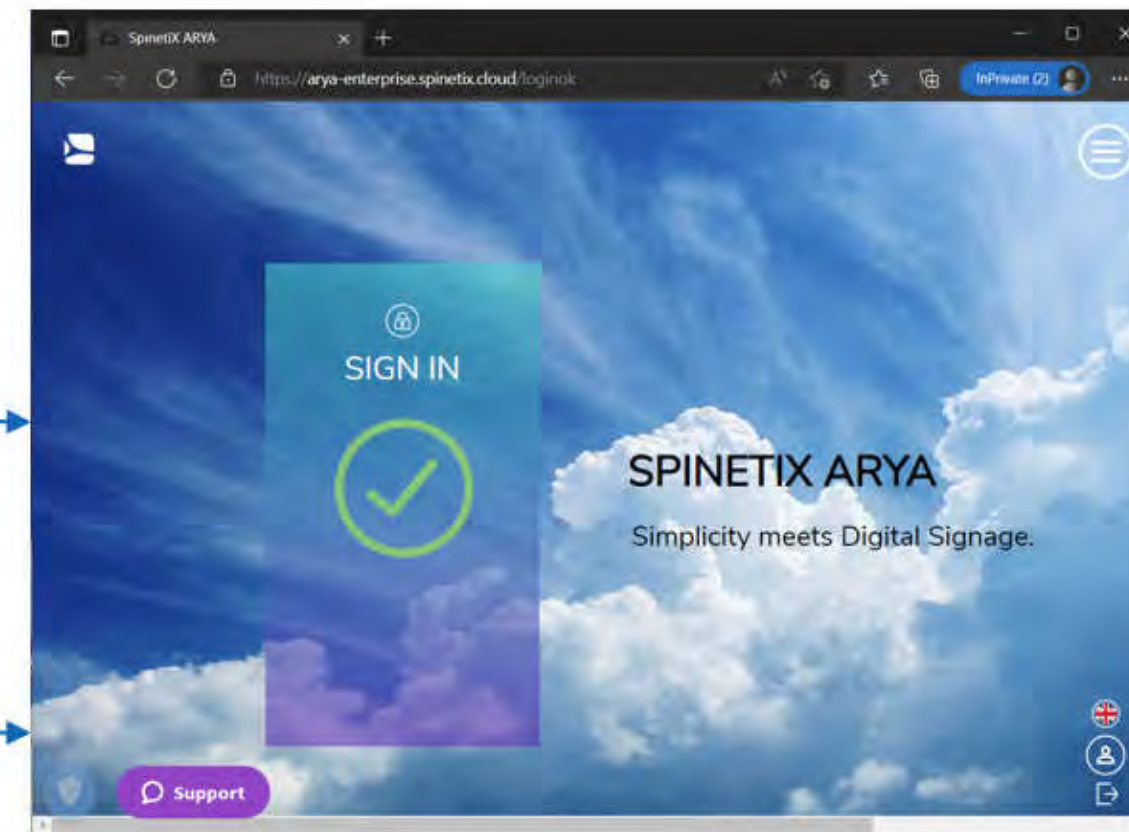 SpinetiX ARYA
https://arya-enterprise.spinetix.cloud/loginok
InPrivate (2)
SIGN IN
SPINETIX ARYA
Simplicity meets Digital Signage.
Support